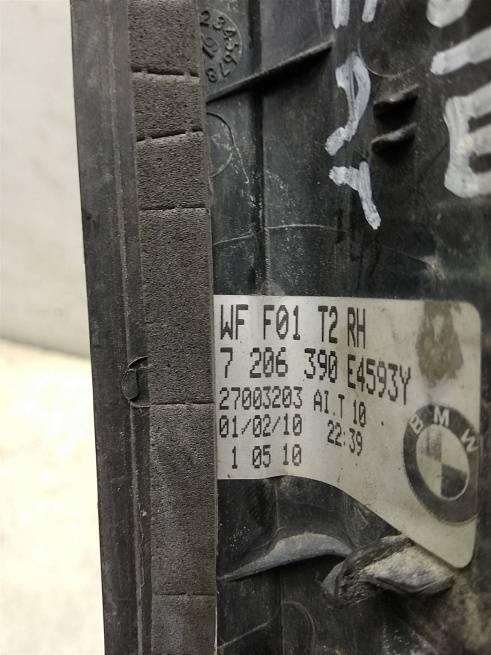 WF F01 T2 RH
7 206 390 E4593Y
27003203 AI.T 10
01/02/10 22:39
1 05 10
BMW